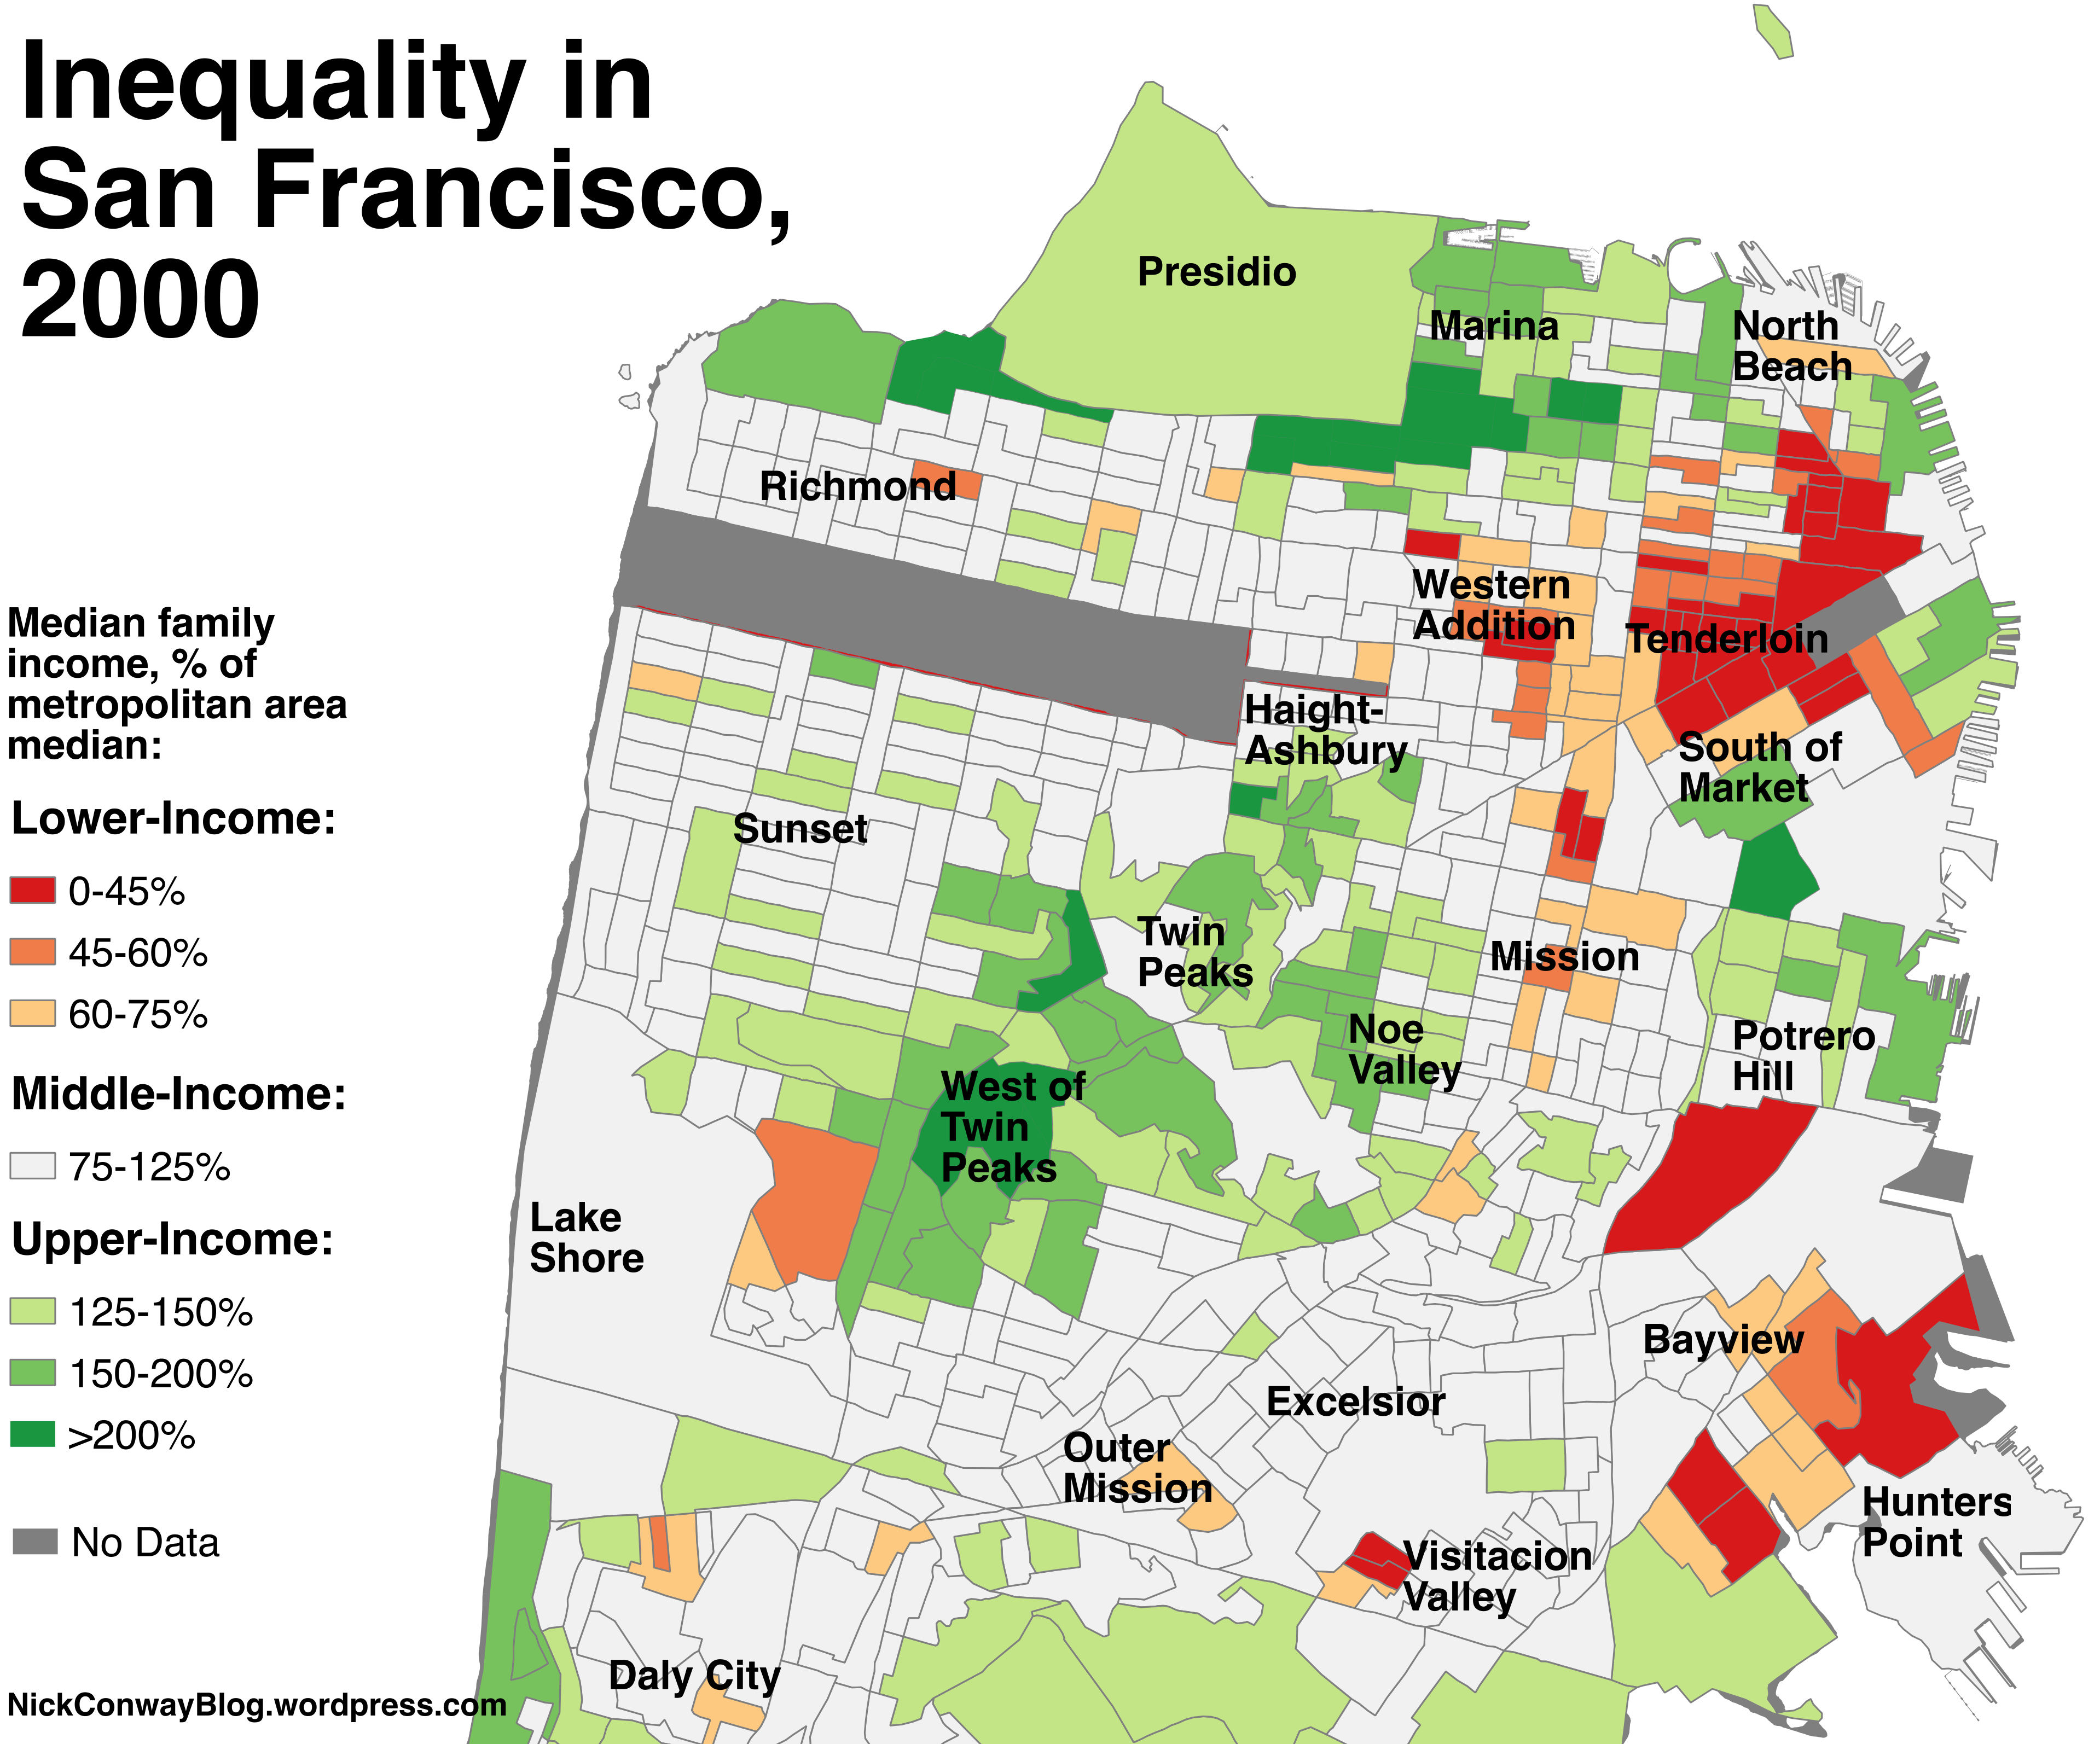 Inequality in
San Francisco,
2000
Presidio
Marina
North
Beach
Richmond
Western
Addition
Tenderloin
Median family
income, % of
metropolitan area
median:
Haight-
Ashbury
South of
Market
Lower-Income:
Sunset
0-45%
45-60%
60-75%
Twin
Peaks
Mission
Noe
Valley
Potrero
Hill
Middle-Income:
75-125%
West of
Twin
Peaks
Lake
Shore
Upper-Income:
125-150%
150-200%
>200%
Bayview
Excelsior
Outer
Mission
Hunters
Point
No Data
Visitacion
Valley
Daly City
NickConwayBlog.wordpress.com